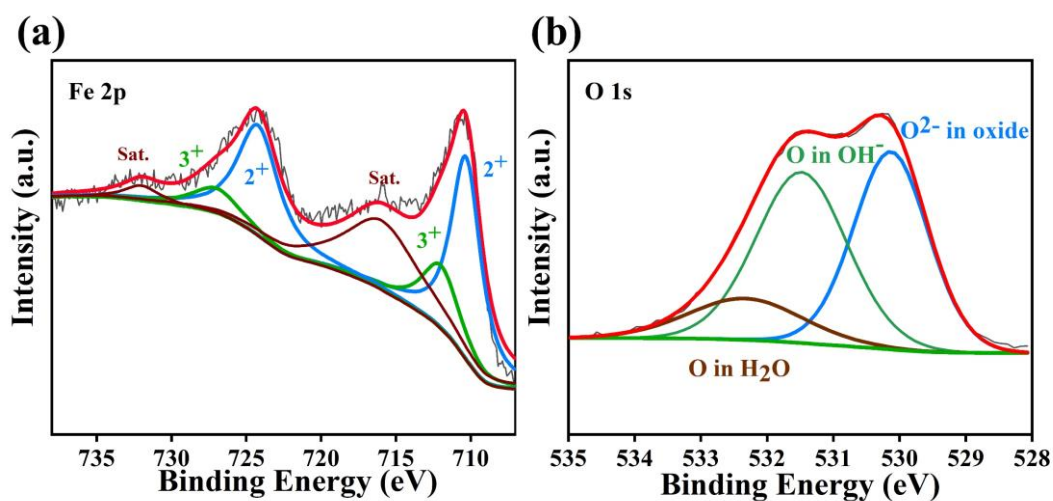 (a)
Fe 2p
Sat.
3⁺
2⁺
Sat.
3⁺
2⁺
Intensity (a.u.)
735 730 725 720 715 710
Binding Energy (eV)
(b)
O 1s
O²⁻ in oxide
O in OH⁻
O in H₂O
Intensity (a.u.)
535 534 533 532 531 530 529 528
Binding Energy (eV)